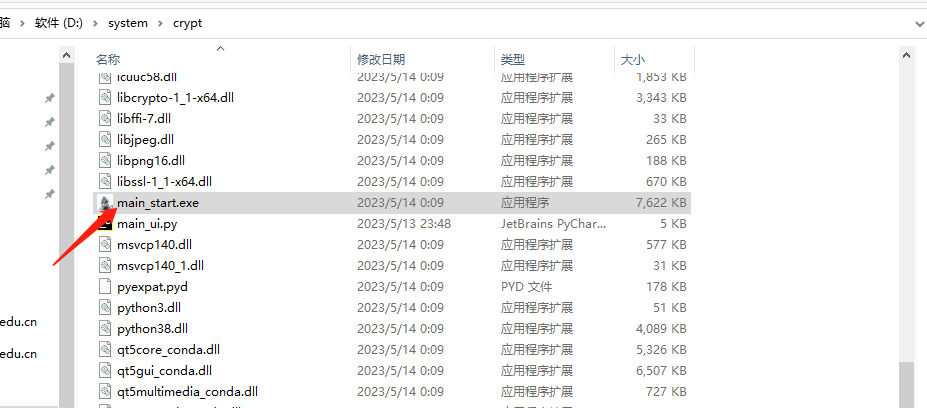 脑 > 软件 (D:) > system > crypt
名称 修改日期 类型 大小
icuuc58.dll 2023/5/14 0:09 应用程序扩展 1,853 KB
libcrypto-1_1-x64.dll 2023/5/14 0:09 应用程序扩展 3,343 KB
libffi-7.dll 2023/5/14 0:09 应用程序扩展 33 KB
libjpeg.dll 2023/5/14 0:09 应用程序扩展 265 KB
libpng16.dll 2023/5/14 0:09 应用程序扩展 188 KB
libssl-1_1-x64.dll 2023/5/14 0:09 应用程序扩展 670 KB
main_start.exe 2023/5/14 0:09 应用程序 7,622 KB
main_ui.py 2023/5/13 23:48 JetBrains PyChar... 5 KB
msvcp140.dll 2023/5/14 0:09 应用程序扩展 577 KB
msvcp140_1.dll 2023/5/14 0:09 应用程序扩展 31 KB
pyexpat.pyd 2023/5/14 0:09 PYD 文件 178 KB
python3.dll 2023/5/14 0:09 应用程序扩展 51 KB
edu.cn
python38.dll 2023/5/14 0:09 应用程序扩展 4,089 KB
qt5core_conda.dll 2023/5/14 0:09 应用程序扩展 5,326 KB
edu.cn
qt5gui_conda.dll 2023/5/14 0:09 应用程序扩展 6,507 KB
qt5multimedia_conda.dll 2023/5/14 0:09 应用程序扩展 727 KB